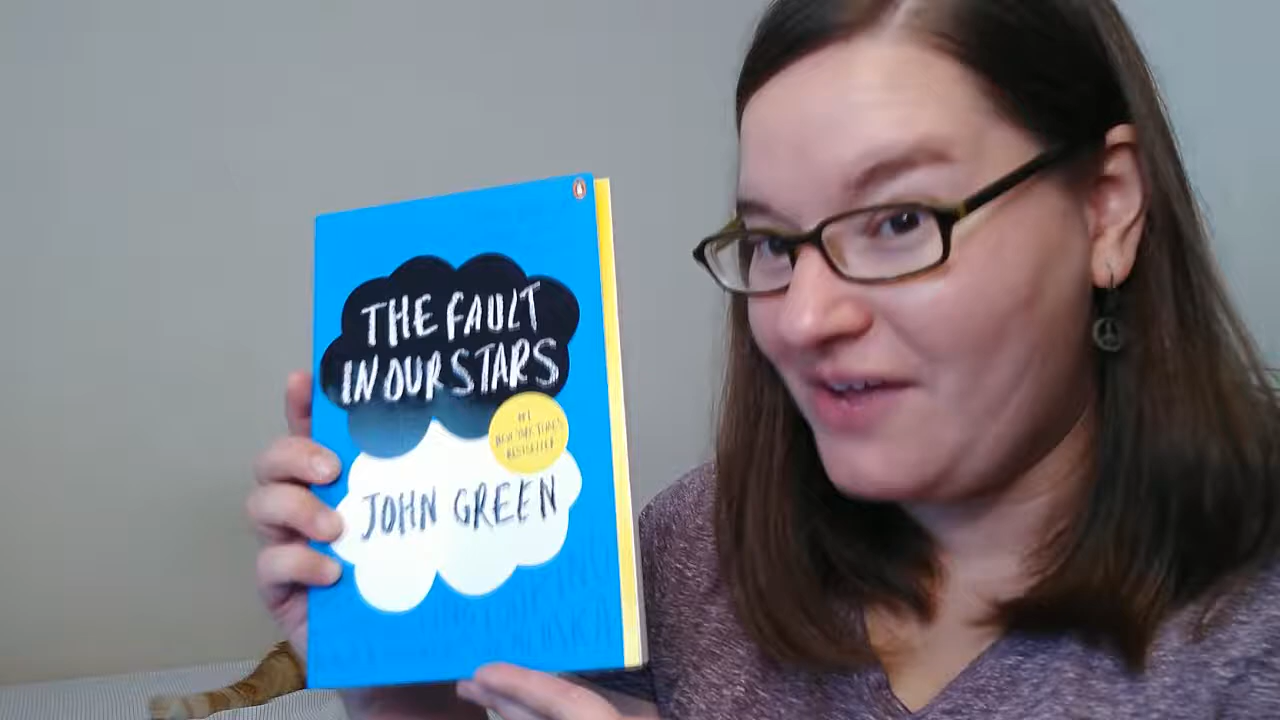 THE FAULT
IN OUR STARS
#1
NEW YORK TIMES
BESTSELLER
JOHN GREEN